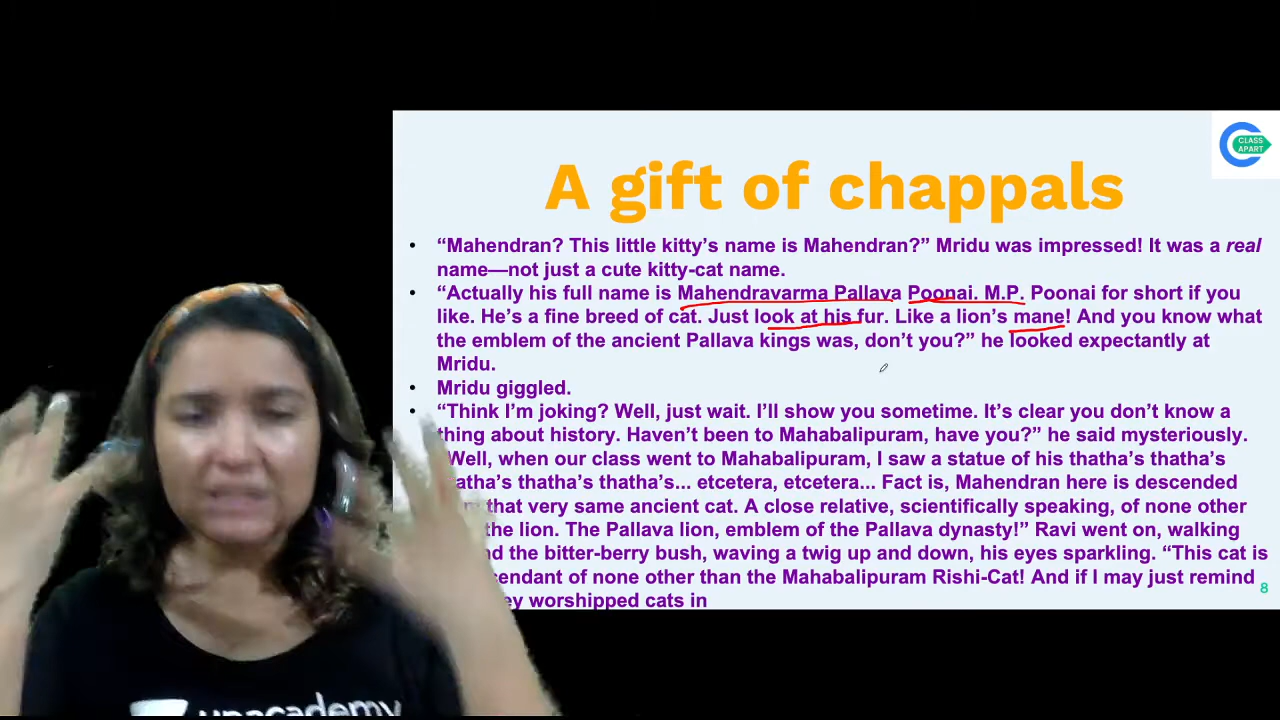 CLASS
APART
A gift of chappals
• “Mahendran? This little kitty’s name is Mahendran?” Mridu was impressed! It was a real
name—not just a cute kitty-cat name.
• “Actually his full name is Mahendravarma Pallava Poonai. M.P. Poonai for short if you
like. He’s a fine breed of cat. Just look at his fur. Like a lion’s mane! And you know what
the emblem of the ancient Pallava kings was, don’t you?” he looked expectantly at
Mridu.
• Mridu giggled.
• “Think I’m joking? Well, just wait. I’ll show you sometime. It’s clear you don’t know a
thing about history. Haven’t been to Mahabalipuram, have you?” he said mysteriously.
Well, when our class went to Mahabalipuram, I saw a statue of his thatha’s thatha’s
thatha’s thatha’s thatha’s... etcetera, etcetera... Fact is, Mahendran here is descended
that very same ancient cat. A close relative, scientifically speaking, of none other
the lion. The Pallava lion, emblem of the Pallava dynasty!” Ravi went on, walking
the bitter-berry bush, waving a twig up and down, his eyes sparkling. “This cat is
of none other than the Mahabalipuram Rishi-Cat! And if I may just remind
worshipped cats in
8
unacademy